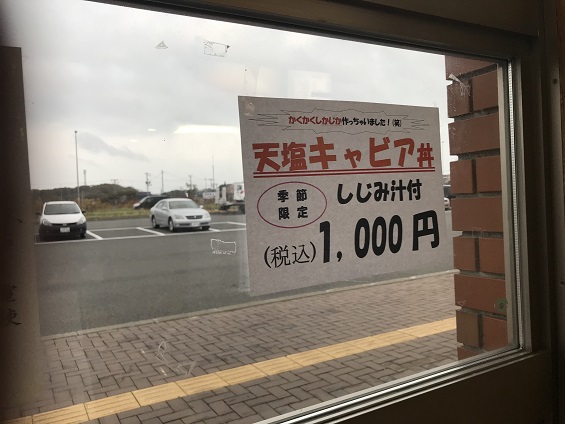 かくかくしかじか作っちゃいました！(笑)
天塩キャビア丼
季節
限定
しじみ汁付
(税込)1,000円